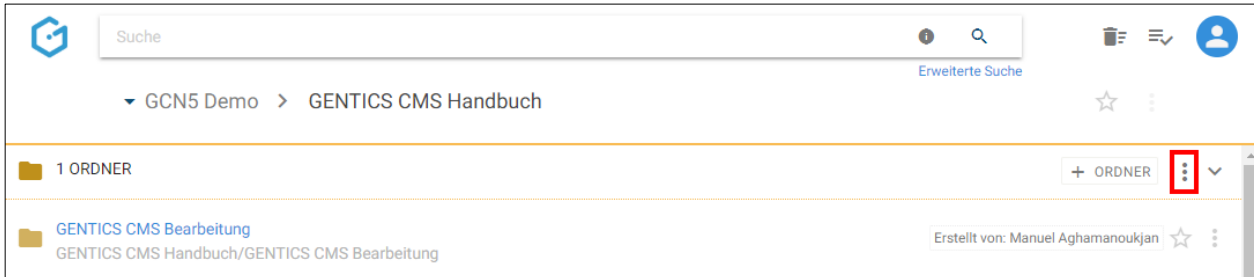 Suche
Erweiterte Suche
GCN5 Demo > GENTICS CMS Handbuch
1 ORDNER
+ ORDNER
GENTICS CMS Bearbeitung
GENTICS CMS Handbuch/GENTICS CMS Bearbeitung
Erstellt von: Manuel Aghamanoukjan